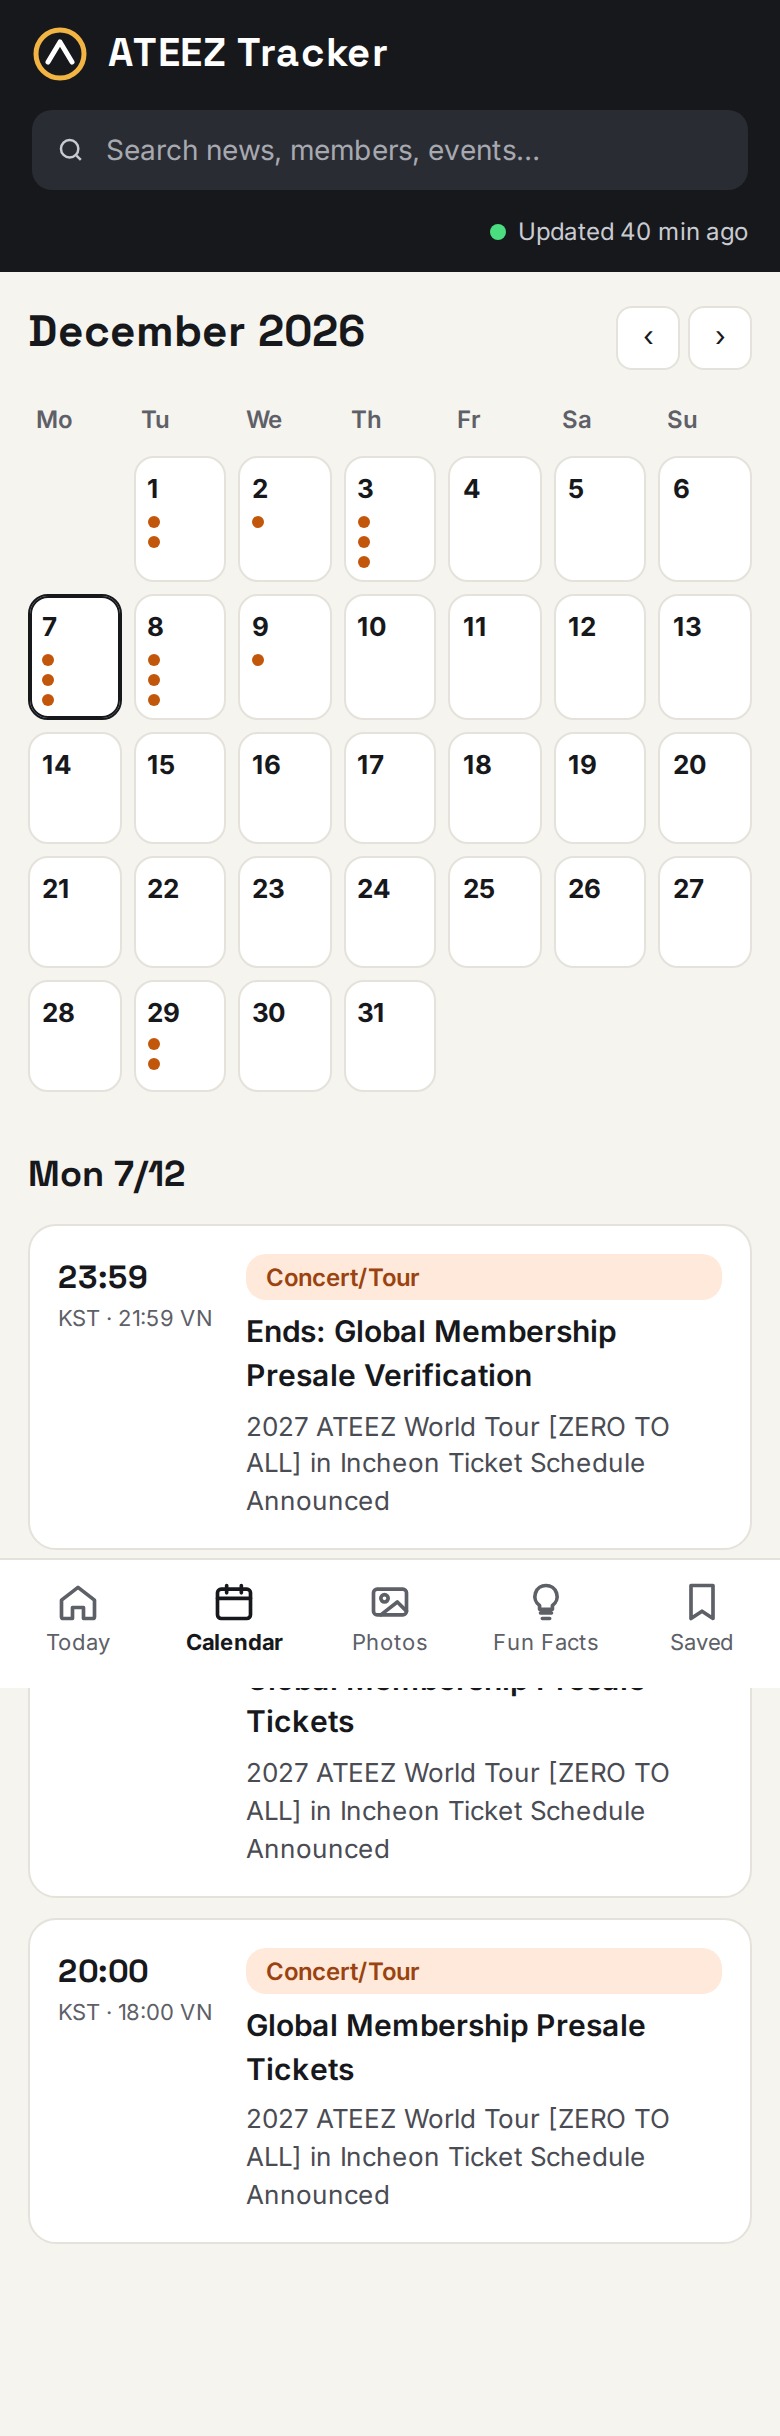 ATEEZ Tracker
Search news, members, events...
Updated 40 min ago
December 2026
‹ ›
Mo Tu We Th Fr Sa Su
1 2 3 4 5 6
7 8 9 10 11 12 13
14 15 16 17 18 19 20
21 22 23 24 25 26 27
28 29 30 31
Mon 7/12
23:59
KST · 21:59 VN
Concert/Tour
Ends: Global Membership
Presale Verification
2027 ATEEZ World Tour [ZERO TO
ALL] in Incheon Ticket Schedule
Announced
Today Calendar Photos Fun Facts Saved
Tickets
2027 ATEEZ World Tour [ZERO TO
ALL] in Incheon Ticket Schedule
Announced
20:00
KST · 18:00 VN
Concert/Tour
Global Membership Presale
Tickets
2027 ATEEZ World Tour [ZERO TO
ALL] in Incheon Ticket Schedule
Announced